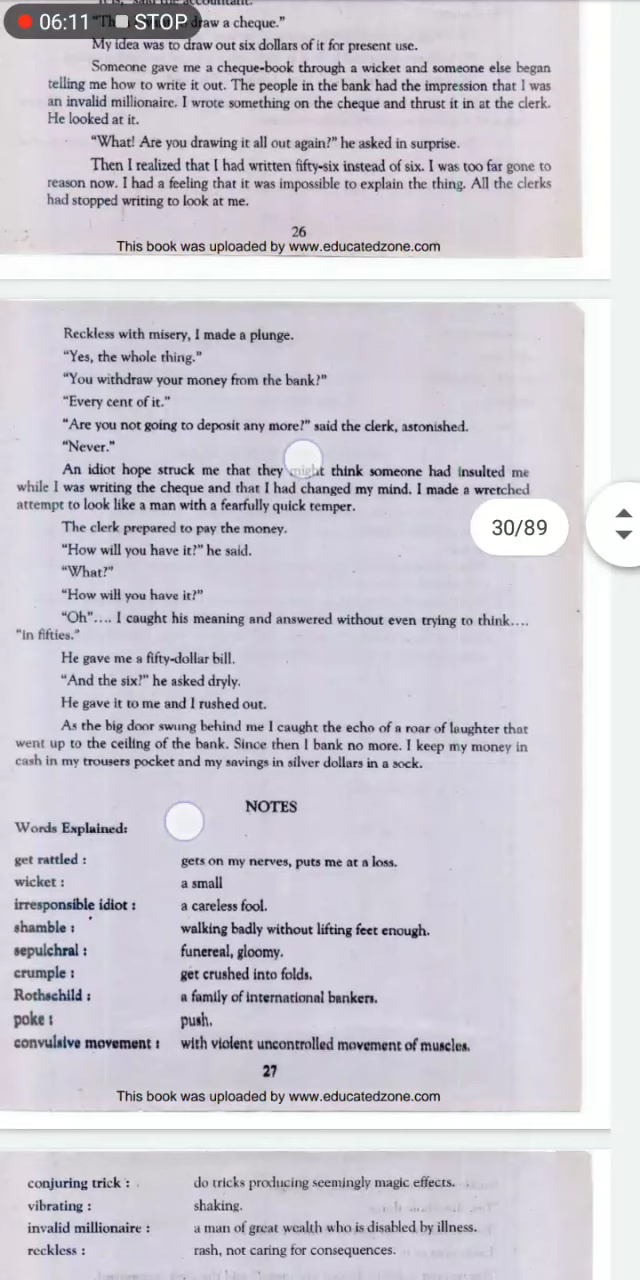 06:11 STOP
draw a cheque.”
My idea was to draw out six dollars of it for present use.
Someone gave me a cheque-book through a wicket and someone else began
telling me how to write it out. The people in the bank had the impression that I was
an invalid millionaire. I wrote something on the cheque and thrust it in at the clerk.
He looked at it.
“What! Are you drawing it all out again?” he asked in surprise.
Then I realized that I had written fifty-six instead of six. I was too far gone to
reason now. I had a feeling that it was impossible to explain the thing. All the clerks
had stopped writing to look at me.
26
This book was uploaded by www.educatedzone.com
Reckless with misery, I made a plunge.
“Yes, the whole thing.”
“You withdraw your money from the bank?”
“Every cent of it.”
“Are you not going to deposit any more?” said the clerk, astonished.
“Never.”
An idiot hope struck me that they might think someone had insulted me
while I was writing the cheque and that I had changed my mind. I made a wretched
attempt to look like a man with a fearfully quick temper.
30/89
The clerk prepared to pay the money.
“How will you have it?” he said.
“What?”
“How will you have it?”
“Oh”.... I caught his meaning and answered without even trying to think....
“in fifties.”
He gave me a fifty-dollar bill.
“And the six?” he asked dryly.
He gave it to me and I rushed out.
As the big door swung behind me I caught the echo of a roar of laughter that
went up to the ceiling of the bank. Since then I bank no more. I keep my money in
cash in my trousers pocket and my savings in silver dollars in a sock.
NOTES
Words Explained:
get rattled : gets on my nerves, puts me at a loss.
wicket : a small
irresponsible idiot : a careless fool.
shamble : walking badly without lifting feet enough.
sepulchral : funereal, gloomy.
crumple : get crushed into folds.
Rothschild : a family of international bankers.
poke : push.
convulsive movement : with violent uncontrolled movement of muscles.
27
This book was uploaded by www.educatedzone.com
conjuring trick : do tricks producing seemingly magic effects.
vibrating : shaking.
invalid millionaire : a man of great wealth who is disabled by illness.
reckless : rash, not caring for consequences.